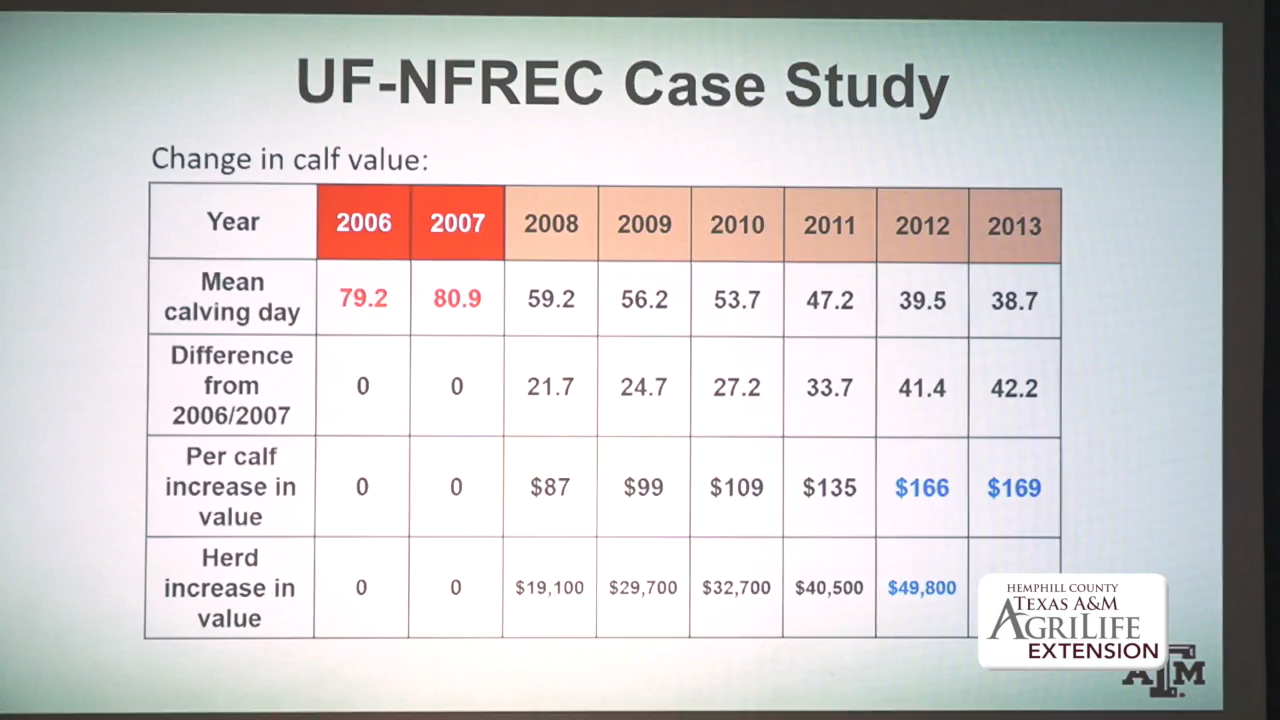 UF-NFREC Case Study
Change in calf value:
Year 2006 2007 2008 2009 2010 2011 2012 2013
Mean calving day 79.2 80.9 59.2 56.2 53.7 47.2 39.5 38.7
Difference from 2006/2007 0 0 21.7 24.7 27.2 33.7 41.4 42.2
Per calf increase in value 0 0 $87 $99 $109 $135 $166 $169
Herd increase in value 0 0 $19,100 $29,700 $32,700 $40,500 $49,800
HEMPHILL COUNTY
TEXAS A&M
AGRILIFE
EXTENSION
ATM